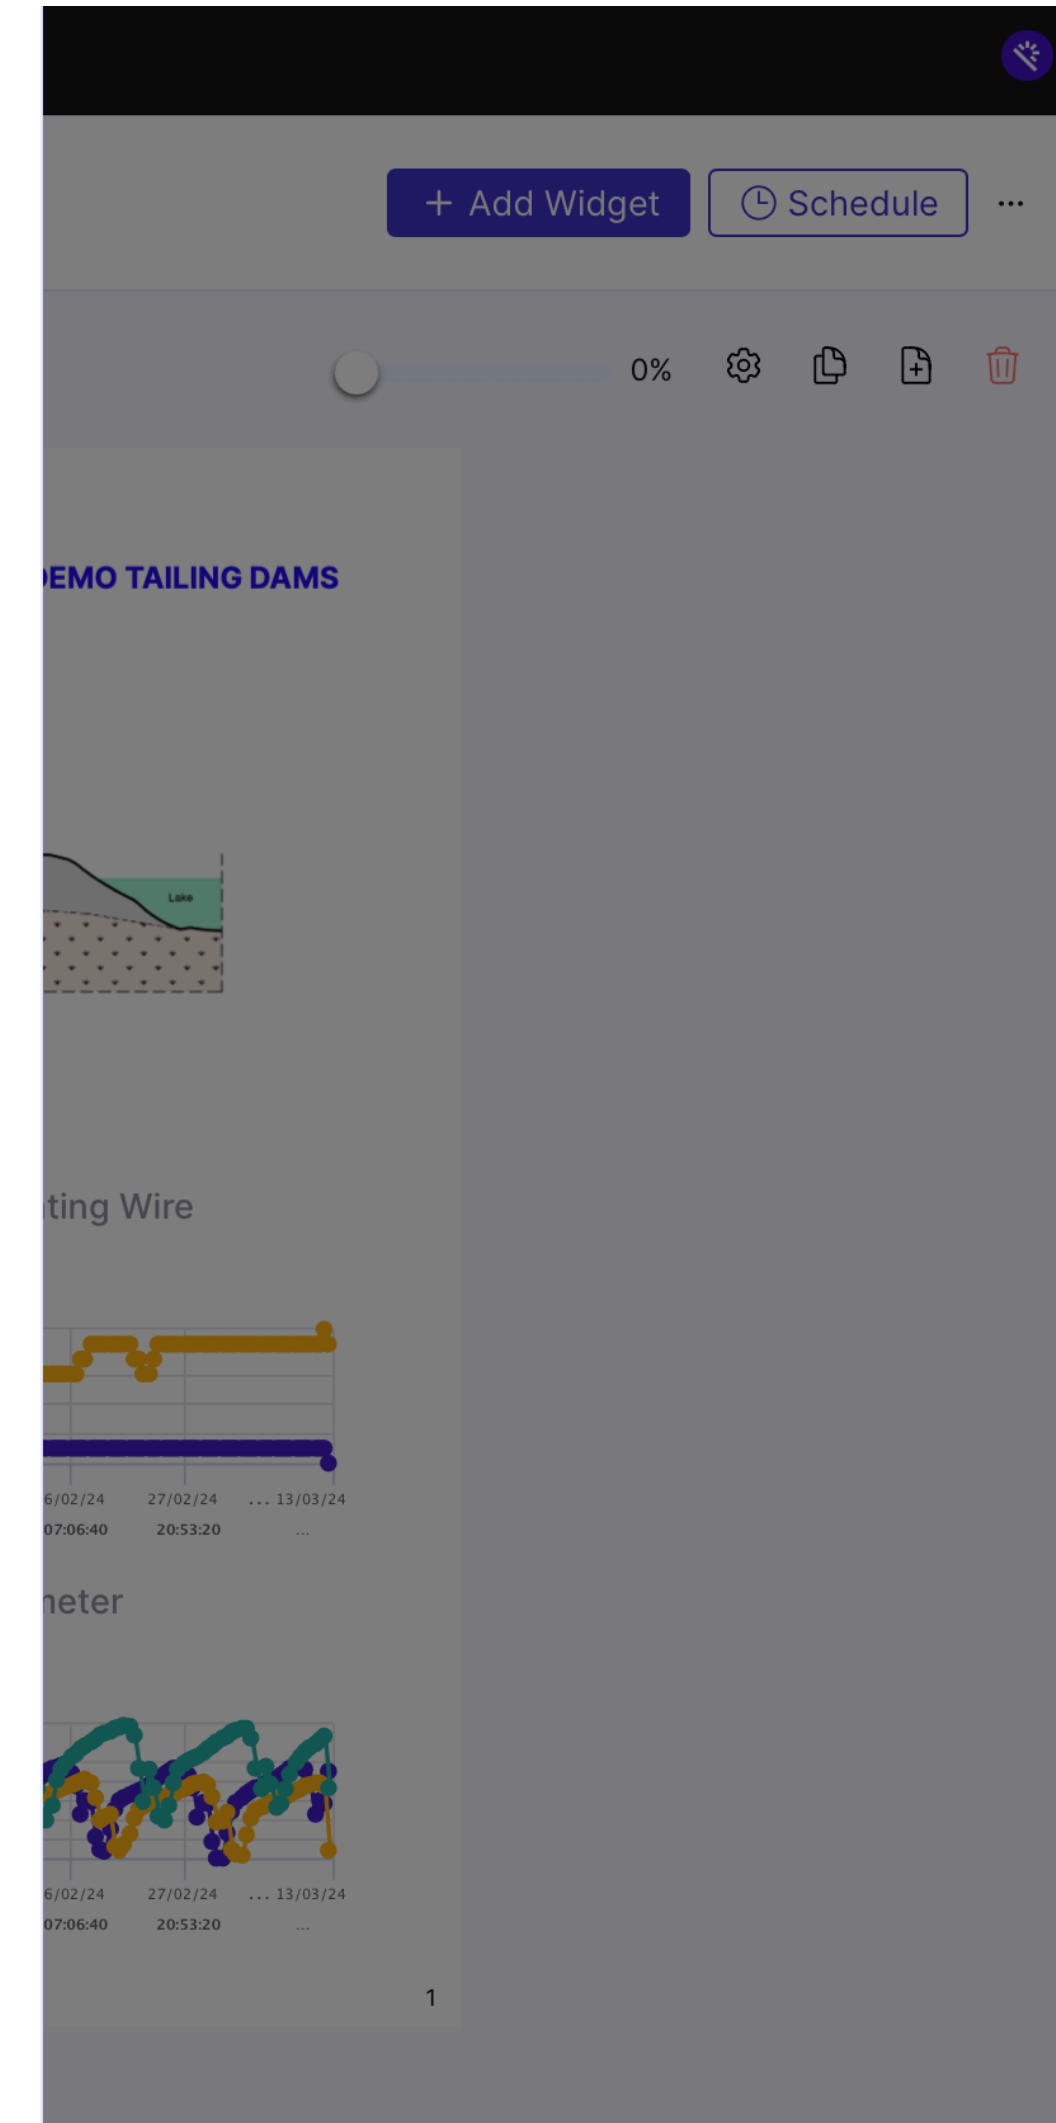 + Add Widget Schedule ...
0%
DEMO TAILING DAMS
Lake
ting Wire
6/02/24 27/02/24 ... 13/03/24
07:06:40 20:53:20 ...
meter
6/02/24 27/02/24 ... 13/03/24
07:06:40 20:53:20 ...
1